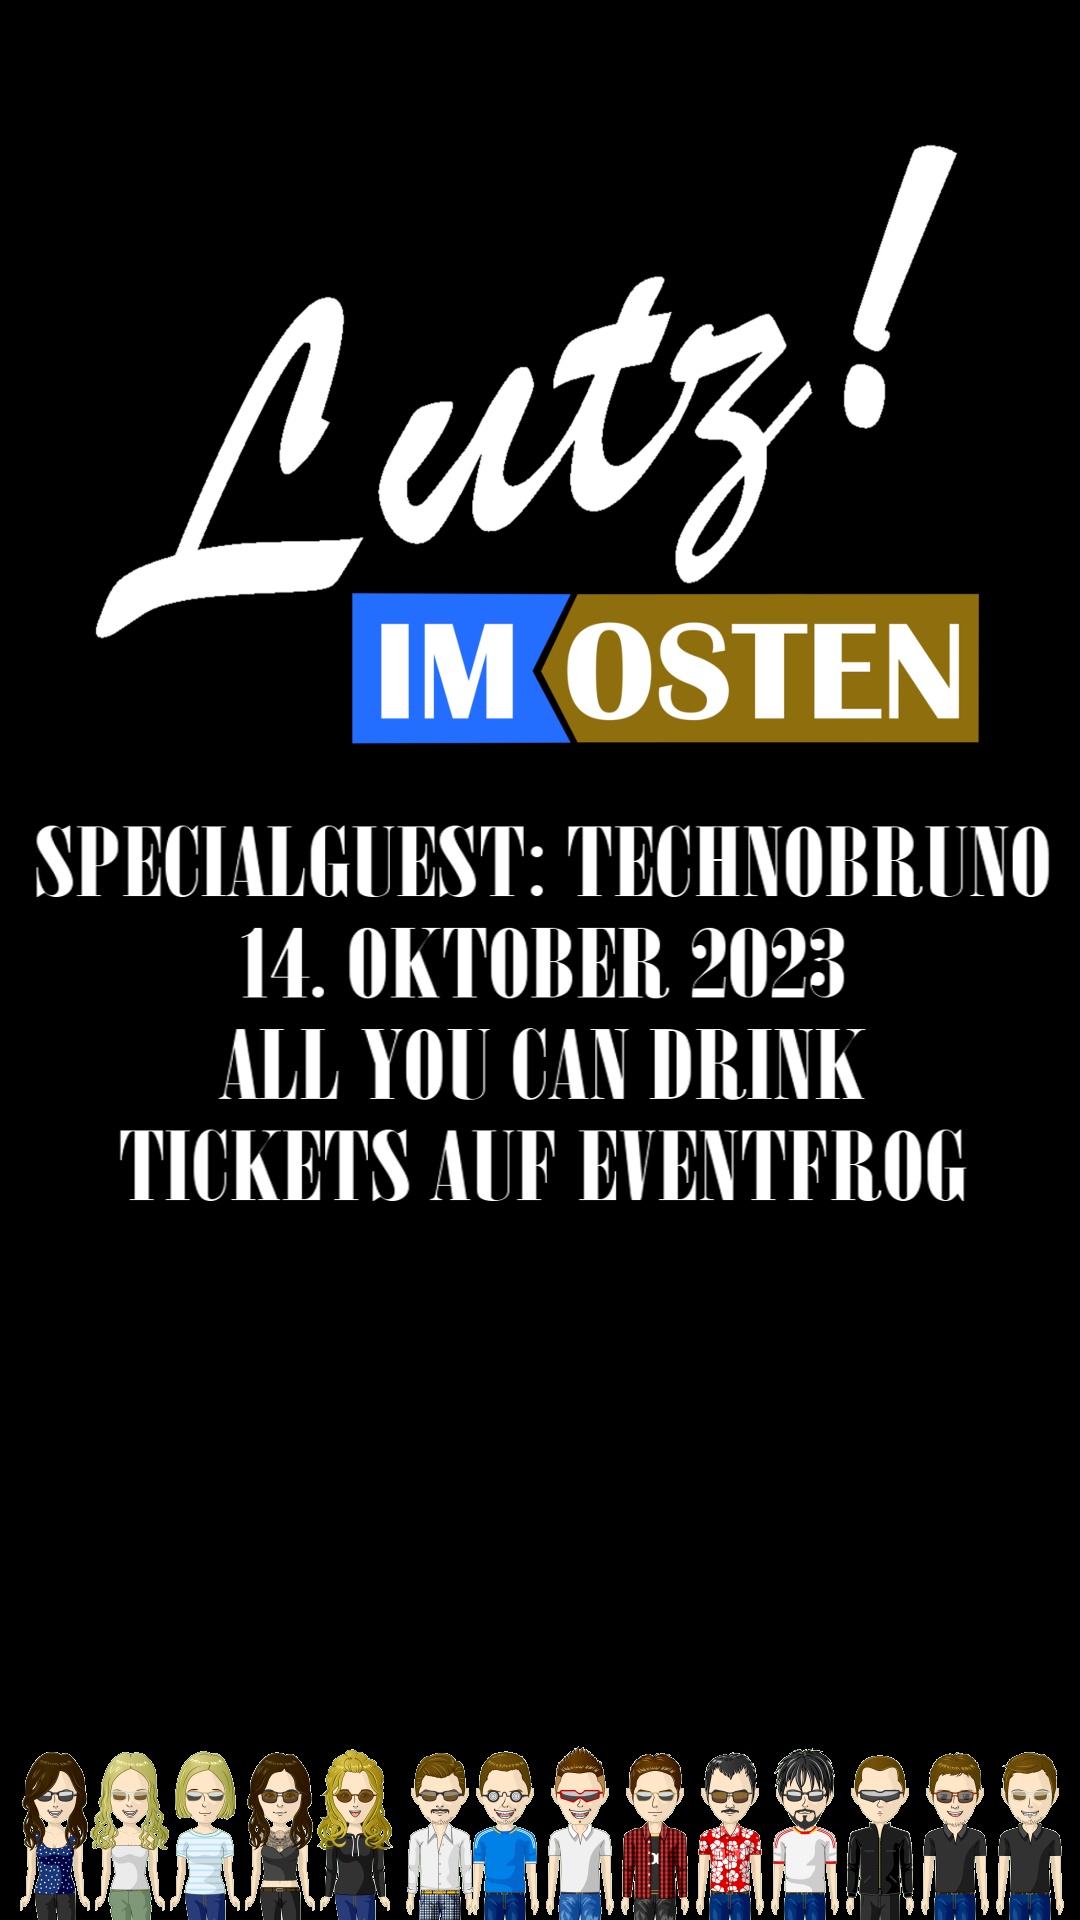 Lutz!
IM OSTEN
SPECIALGUEST: TECHNOBRUNO
14. OKTOBER 2023
ALL YOU CAN DRINK
TICKETS AUF EVENTFROG